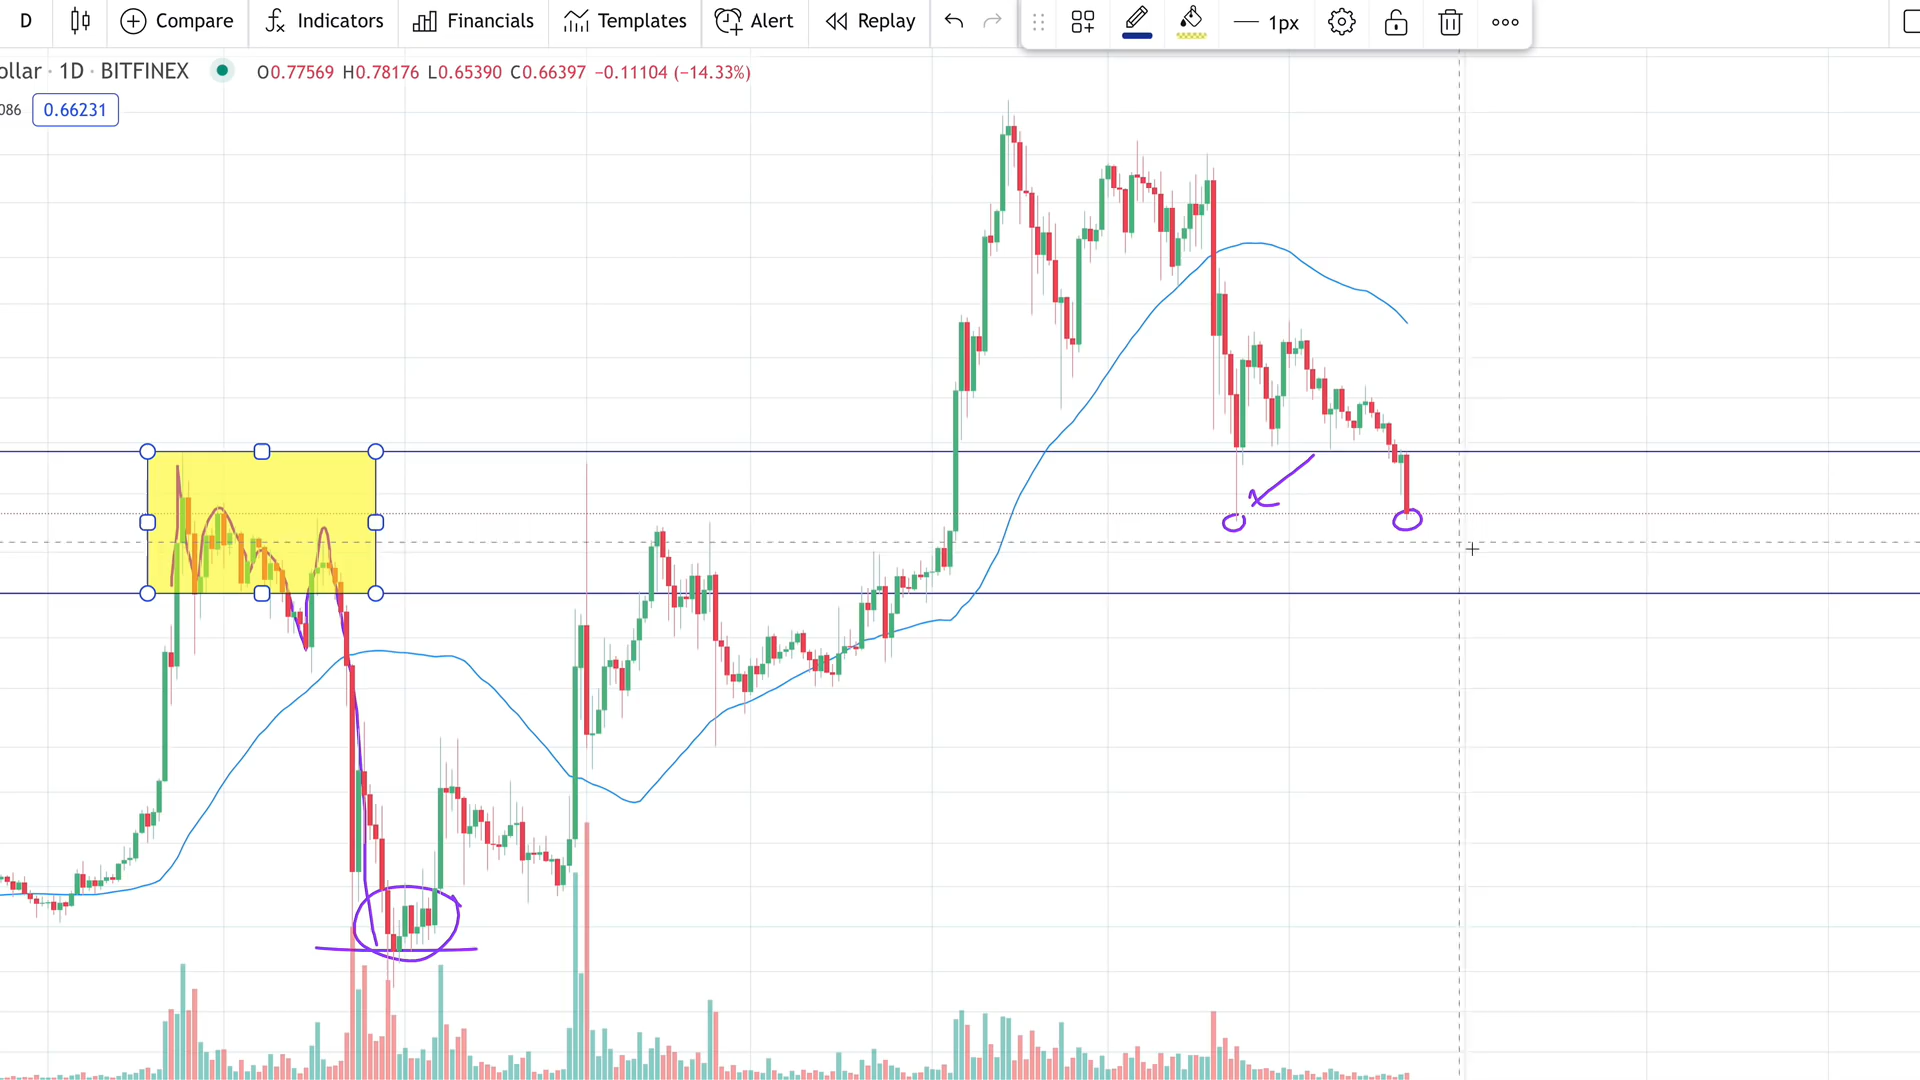 D Compare Indicators Financials Templates Alert Replay 1px
ollar · 1D · BITFINEX O0.77569 H0.78176 L0.65390 C0.66397 −0.11104 (−14.33%)
086 0.66231